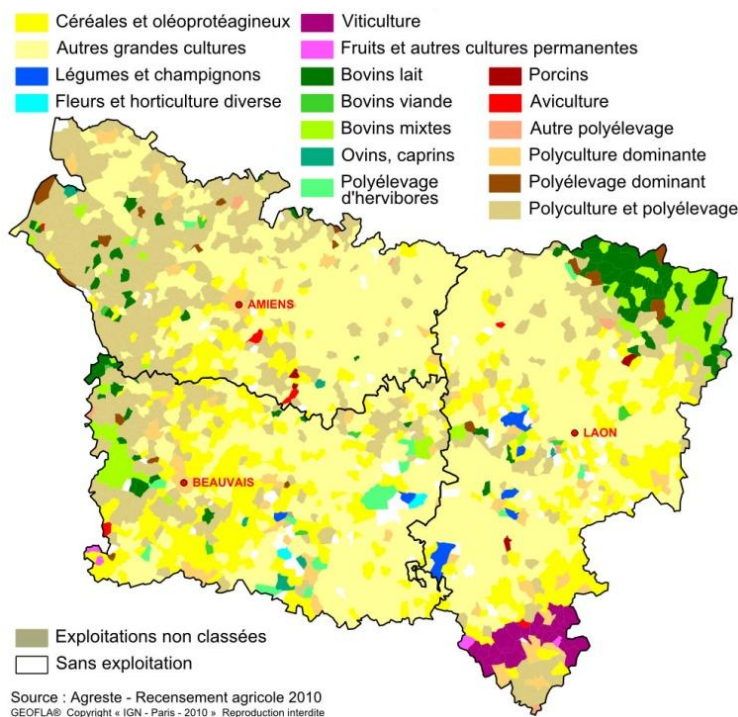 Céréales et oléoprotéagineux
Autres grandes cultures
Légumes et champignons
Fleurs et horticulture diverse
Viticulture
Fruits et autres cultures permanentes
Bovins lait
Bovins viande
Bovins mixtes
Ovins, caprins
Polyélevage
d'hervibores
Porcins
Aviculture
Autre polyélevage
Polyculture dominante
Polyélevage dominant
Polyculture et polyélevage
AMIENS
LAON
BEAUVAIS
Exploitations non classées
Sans exploitation
Source : Agreste - Recensement agricole 2010
GEOFLA® Copyright « IGN - Paris - 2010 » Reproduction interdite